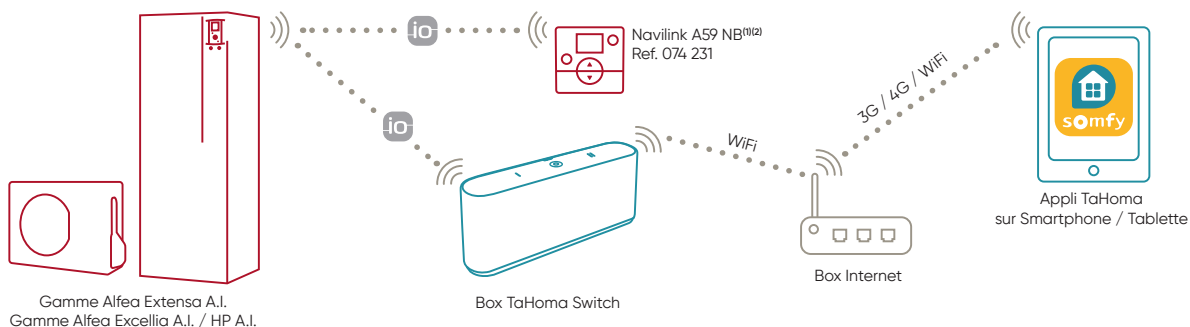 io
Navilink A59 NB(1)(2)
Ref. 074 231
io
WiFi
3G / 4G / WiFi
somfy
Appli TaHoma
sur Smartphone / Tablette
Box Internet
Box TaHoma Switch
Gamme Alfea Extensa A.I.
Gamme Alfea Excellia A.I. / HP A.I.